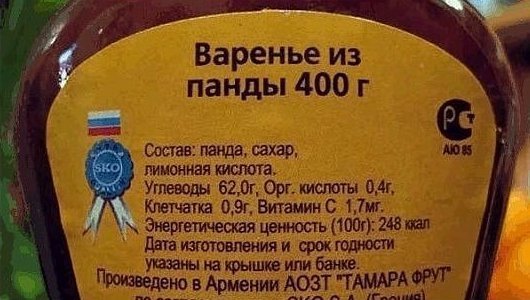 Варенье из
панды 400 г
Состав: панда, сахар,
лимонная кислота.
Углеводы 62,0г, Орг. кислоты 0,4г,
Клетчатка 0,9г, Витамин С 1,7мг.
Энергетическая ценность (100г): 248 ккал
Дата изготовления и срок годности
указаны на крышке или банке.
Произведено в Армении АОЗТ "ТАМАРА ФРУТ"
SKO
РСТ
АЮ 85